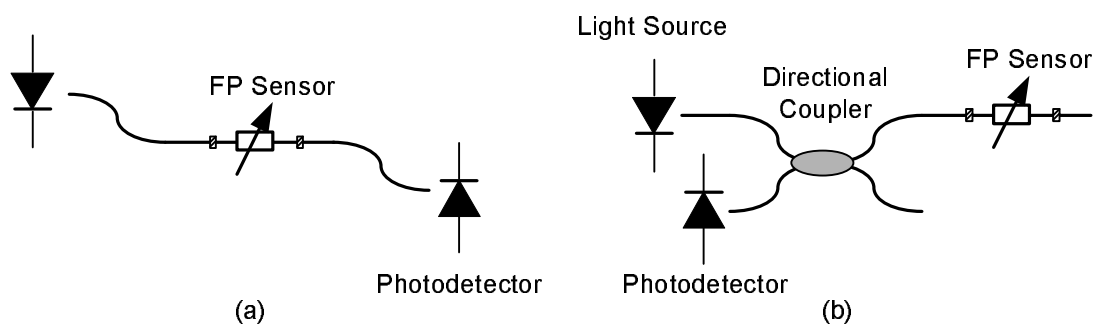 FP Sensor
Photodetector
(a)
Light Source
Directional
Coupler
FP Sensor
Photodetector
(b)